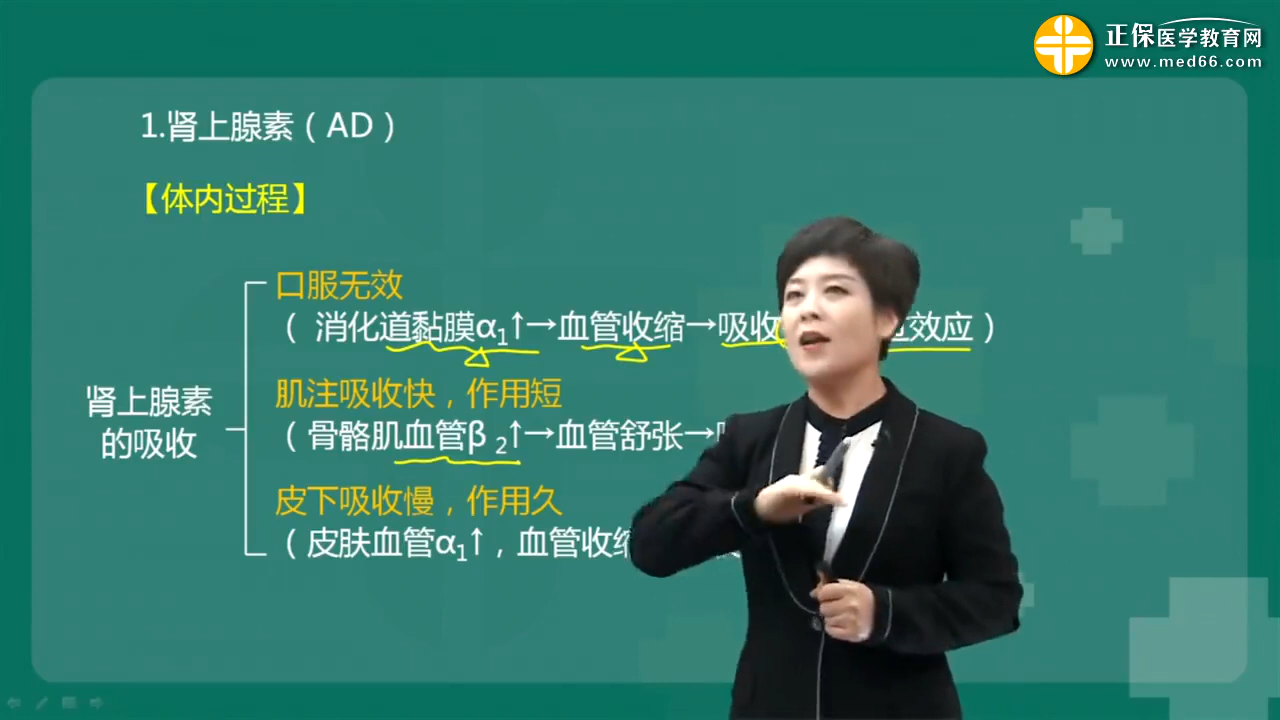 正保医学教育网
www.med66.com
1.肾上腺素（AD）
【体内过程】
口服无效
（ 消化道黏膜α1↑→血管收缩→吸收 效应）
肌注吸收快，作用短
（骨骼肌血管β 2↑→血管舒张→
肾上腺素
的吸收
皮下吸收慢，作用久
（皮肤血管α1↑，血管收缩